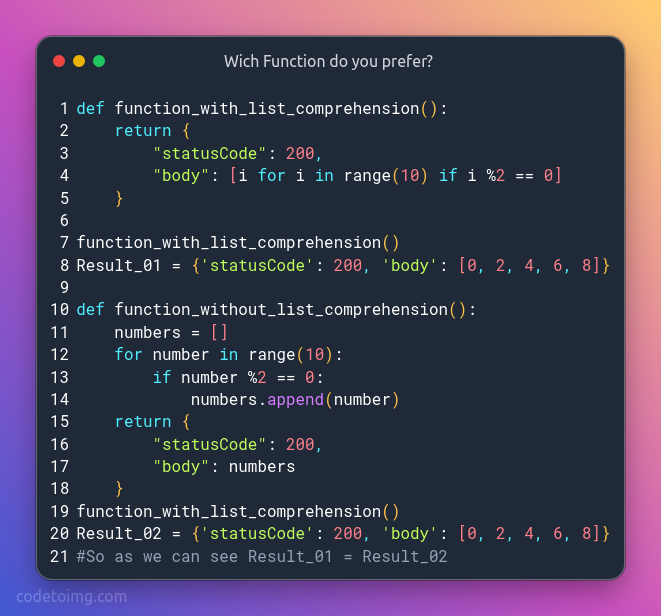 Wich Function do you prefer?
1 def function_with_list_comprehension():
2     return {
3         "statusCode": 200,
4         "body": [i for i in range(10) if i %2 == 0]
5     }
6
7 function_with_list_comprehension()
8 Result_01 = {'statusCode': 200, 'body': [0, 2, 4, 6, 8]}
9
10 def function_without_list_comprehension():
11     numbers = []
12     for number in range(10):
13         if number %2 == 0:
14             numbers.append(number)
15     return {
16         "statusCode": 200,
17         "body": numbers
18     }
19 function_with_list_comprehension()
20 Result_02 = {'statusCode': 200, 'body': [0, 2, 4, 6, 8]}
21 #So as we can see Result_01 = Result_02
codetoimg.com